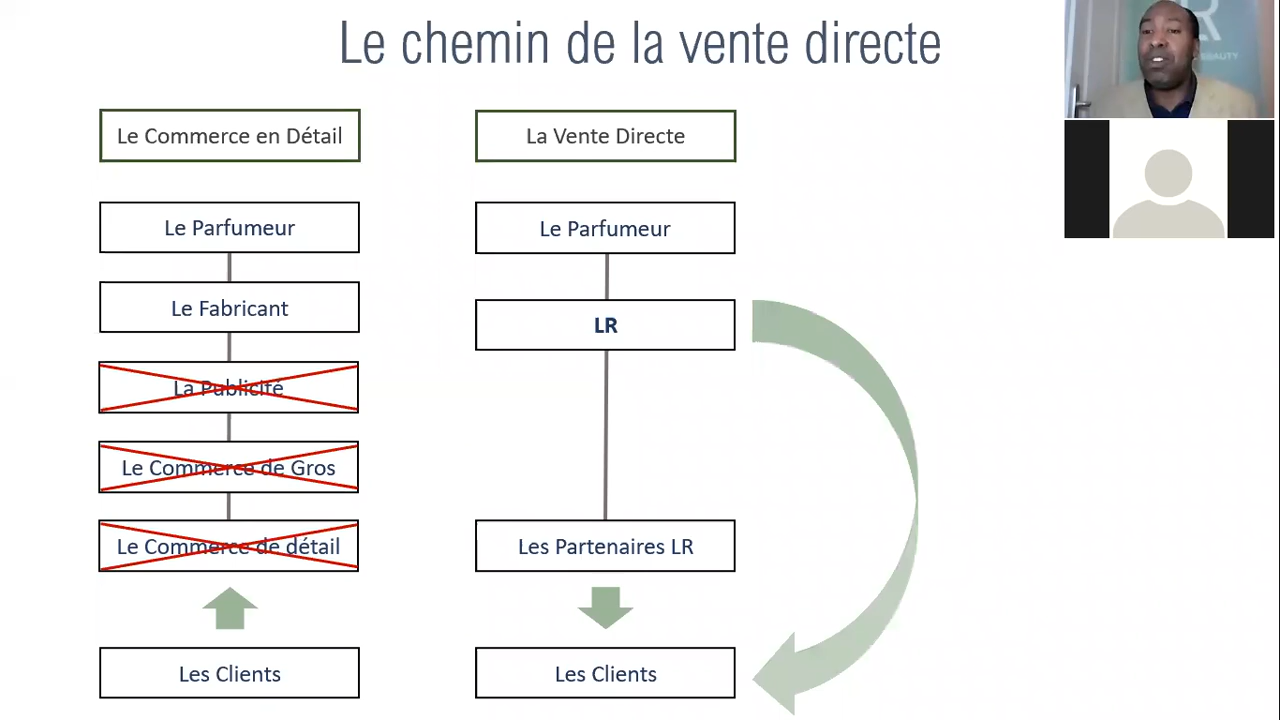 Le chemin de la vente directe
Le Commerce en Détail
La Vente Directe
Le Parfumeur
Le Parfumeur
Le Fabricant
LR
La Publicité
Le Commerce de Gros
Le Commerce de détail
Les Partenaires LR
Les Clients
Les Clients
R
BEAUTY